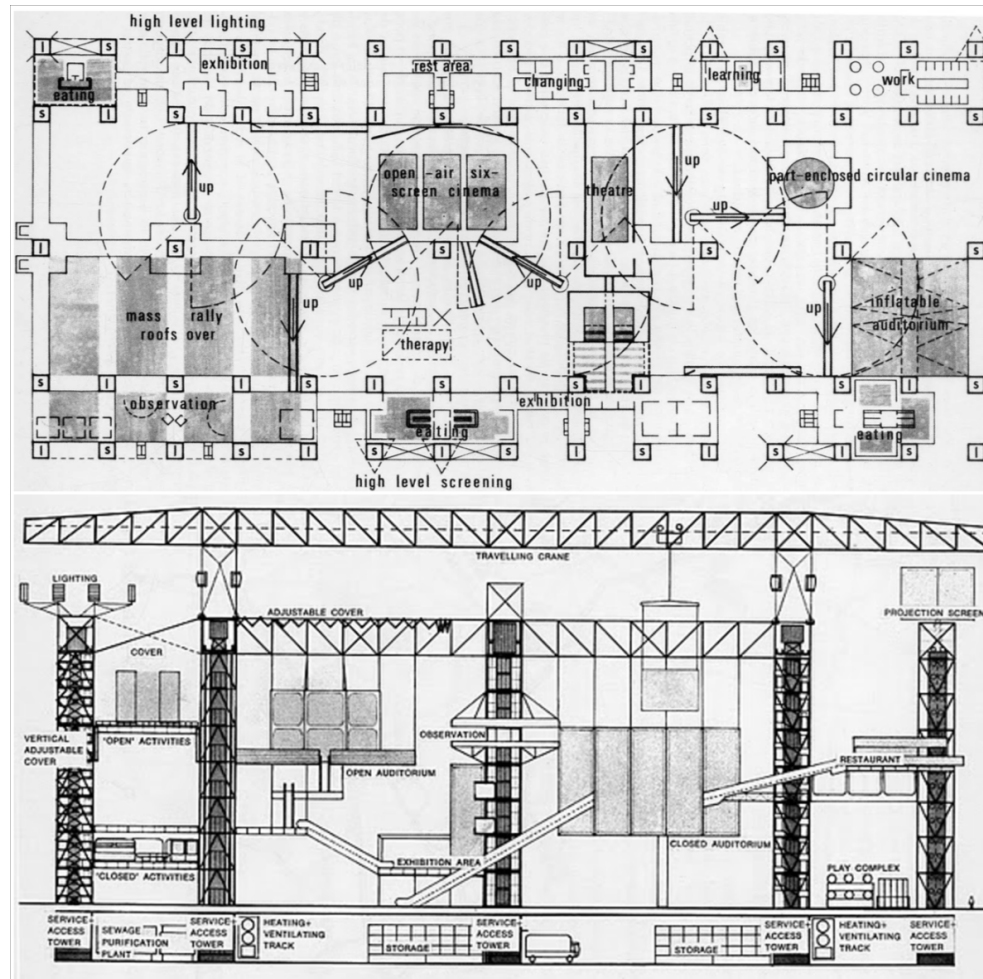 high level lighting
I S I S I S I S I S I S I S I
exhibition
rest area
changing
learning
work
eating
S I S I S I S I S I S I S I S
up
open-air six-
screen cinema
theatre
up
part-enclosed circular cinema
up
up
up
up
up
mass rally
roofs over
therapy
inflatable
auditorium
S I S I S I S I S I S I S I S
observation
exhibition
eating
eating
I S I S I S I S I S I S I S I
high level screening
TRAVELLING CRANE
LIGHTING
ADJUSTABLE COVER
PROJECTION SCREEN
COVER
VERTICAL
ADJUSTABLE
COVER
'OPEN' ACTIVITIES
OBSERVATION
OPEN AUDITORIUM
RESTAURANT
CLOSED AUDITORIUM
EXHIBITION AREA
'CLOSED' ACTIVITIES
PLAY COMPLEX
SERVICE+
ACCESS
TOWER
SEWAGE
PURIFICATION
PLANT
SERVICE+
ACCESS
TOWER
HEATING+
VENTILATING
TRACK
STORAGE
SERVICE+
ACCESS
TOWER
STORAGE
SERVICE+
ACCESS
TOWER
HEATING+
VENTILATING
TRACK
SERVICE+
ACCESS
TOWER